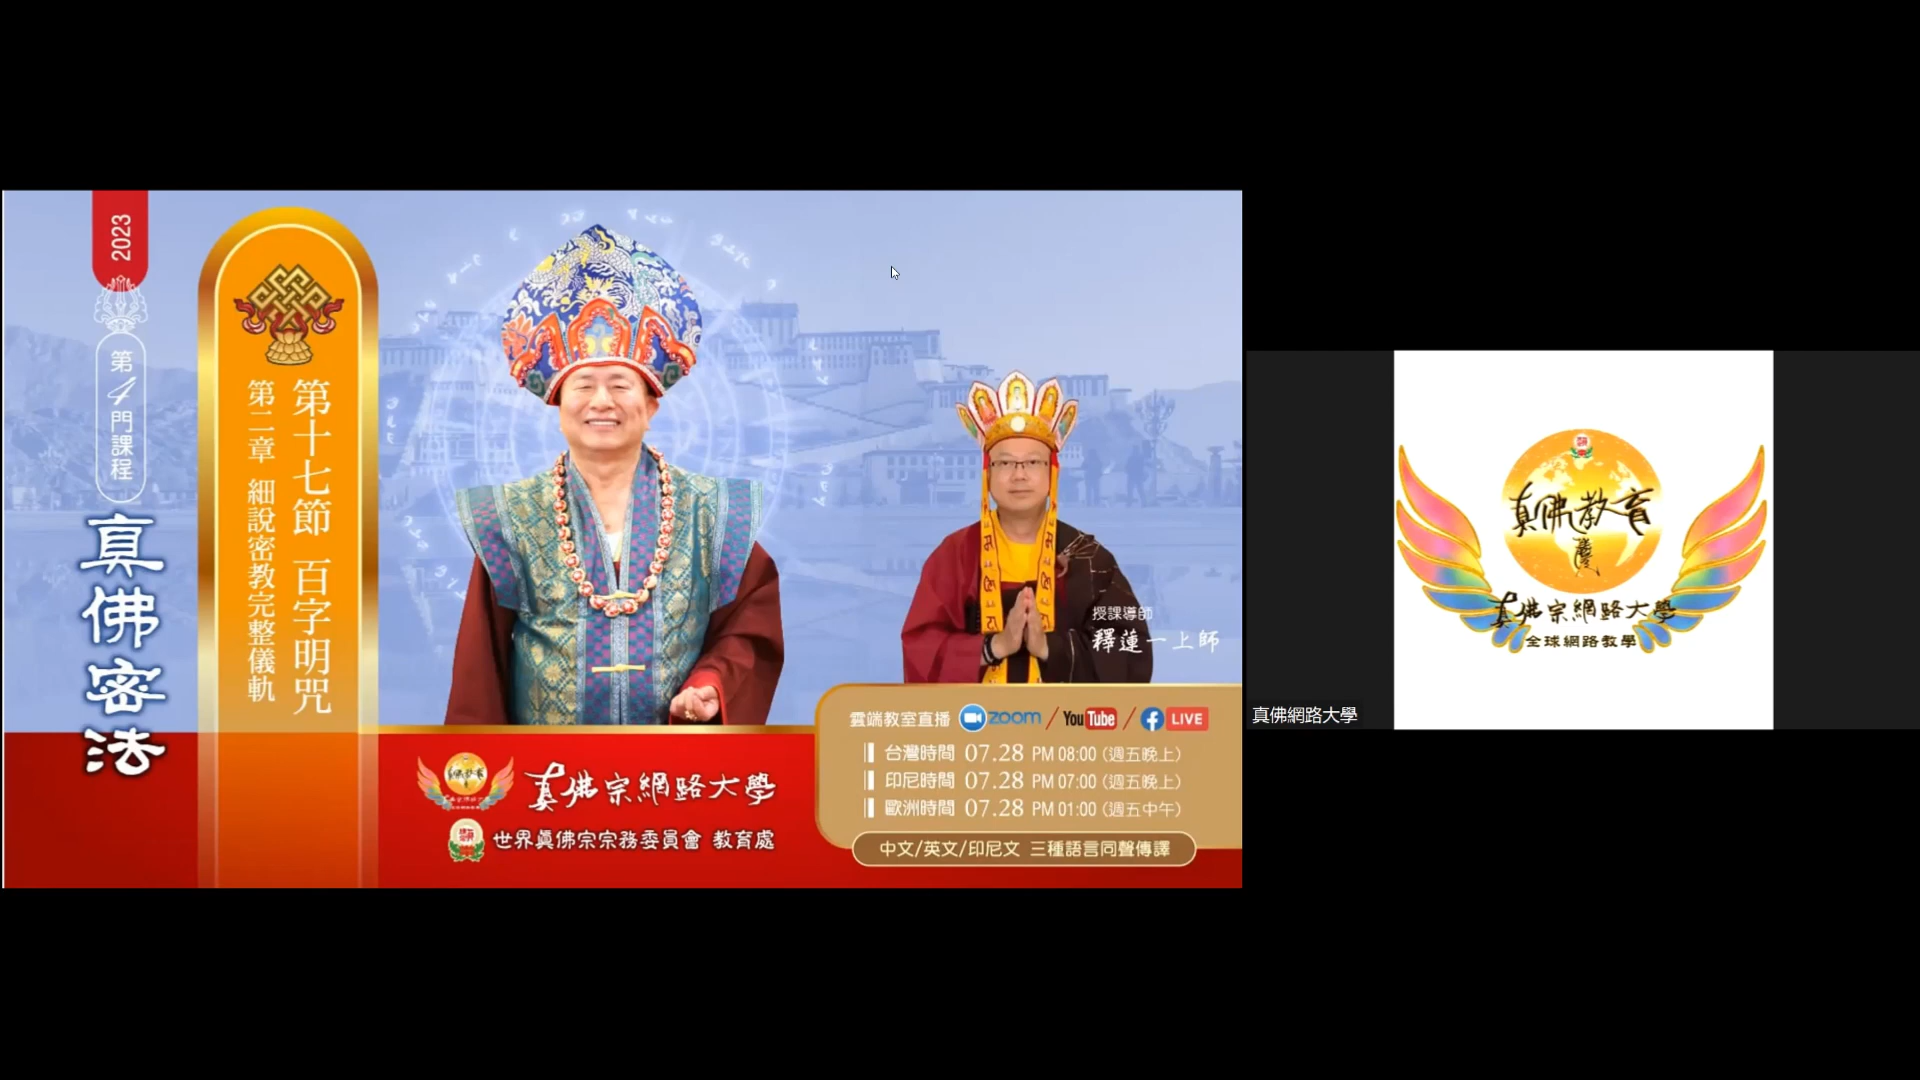 2023
第4門課程
真佛密法
第十七節 百字明咒
第二章 細說密教完整儀軌
授課導師
釋蓮一上師
雲端教室直播 zoom / YouTube / LIVE
台灣時間 07.28 PM 08:00 (週五晚上)
印尼時間 07.28 PM 07:00 (週五晚上)
歐洲時間 07.28 PM 01:00 (週五中午)
中文/英文/印尼文 三種語言同聲傳譯
真佛宗網路大學
世界真佛宗宗務委員會 教育處
真佛教育
真佛宗網路大學
全球網路教學
真佛網路大學